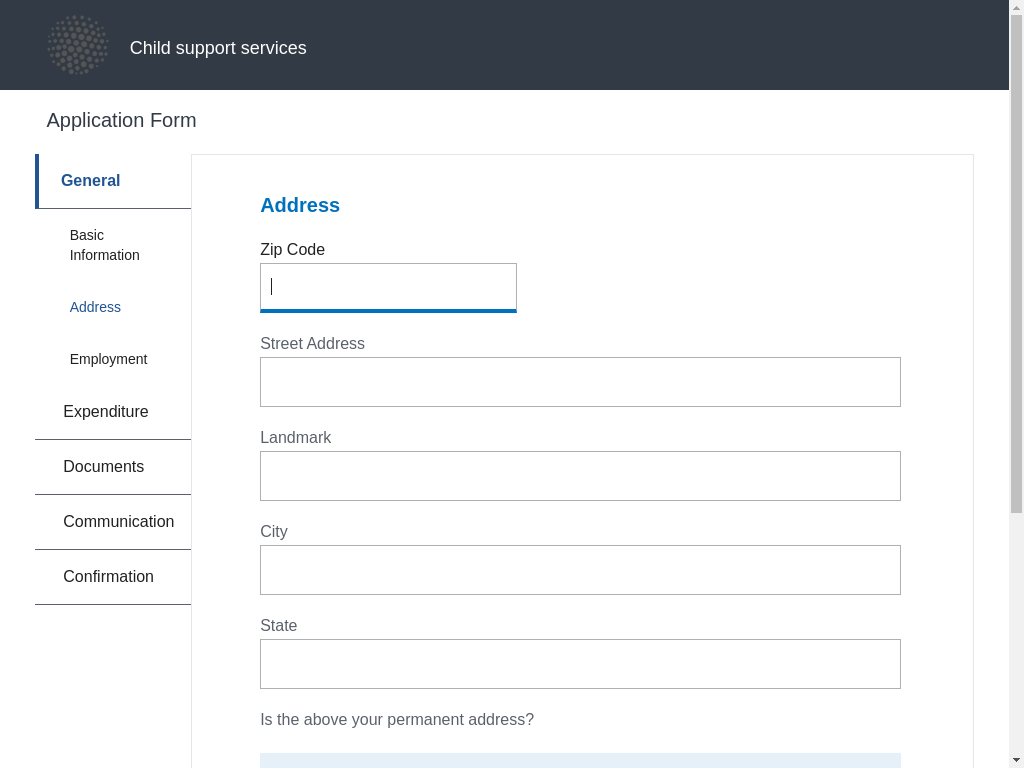 Child support services
Application Form
General
Basic
Information
Address
Employment
Expenditure
Documents
Communication
Confirmation
Address
Zip Code
Street Address
Landmark
City
State
Is the above your permanent address?